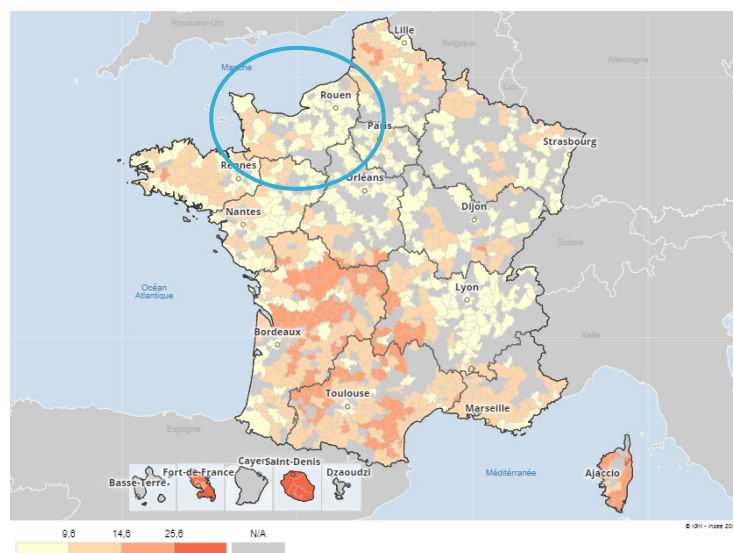 Royaume-Uni
Lille
Belgique
Manche
Allemagne
Lux.
Rouen
Paris
Strasbourg
Rennes
Orléans
Nantes
Dijon
Suisse
Océan
Atlantique
Lyon
Bordeaux
Italie
Toulouse
Marseille
Espagne
Basse-Terre
Fort-de-France
Saint-Denis
Dzaoudzi
Méditérranée
Ajaccio
© IGN - Insee
9,6 14,6 25,6 N/A